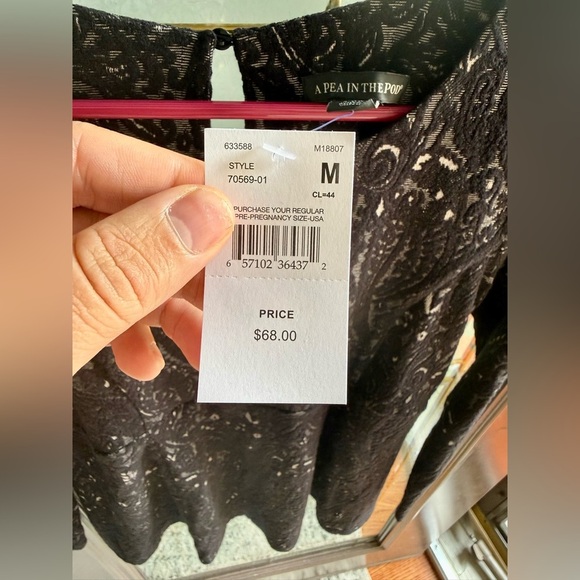 A PEA IN THE POD®
633588 M18807
STYLE M
70569-01
CL=44
PURCHASE YOUR REGULAR
PRE-PREGNANCY SIZE-USA
6 57102 36437 2
PRICE
$68.00